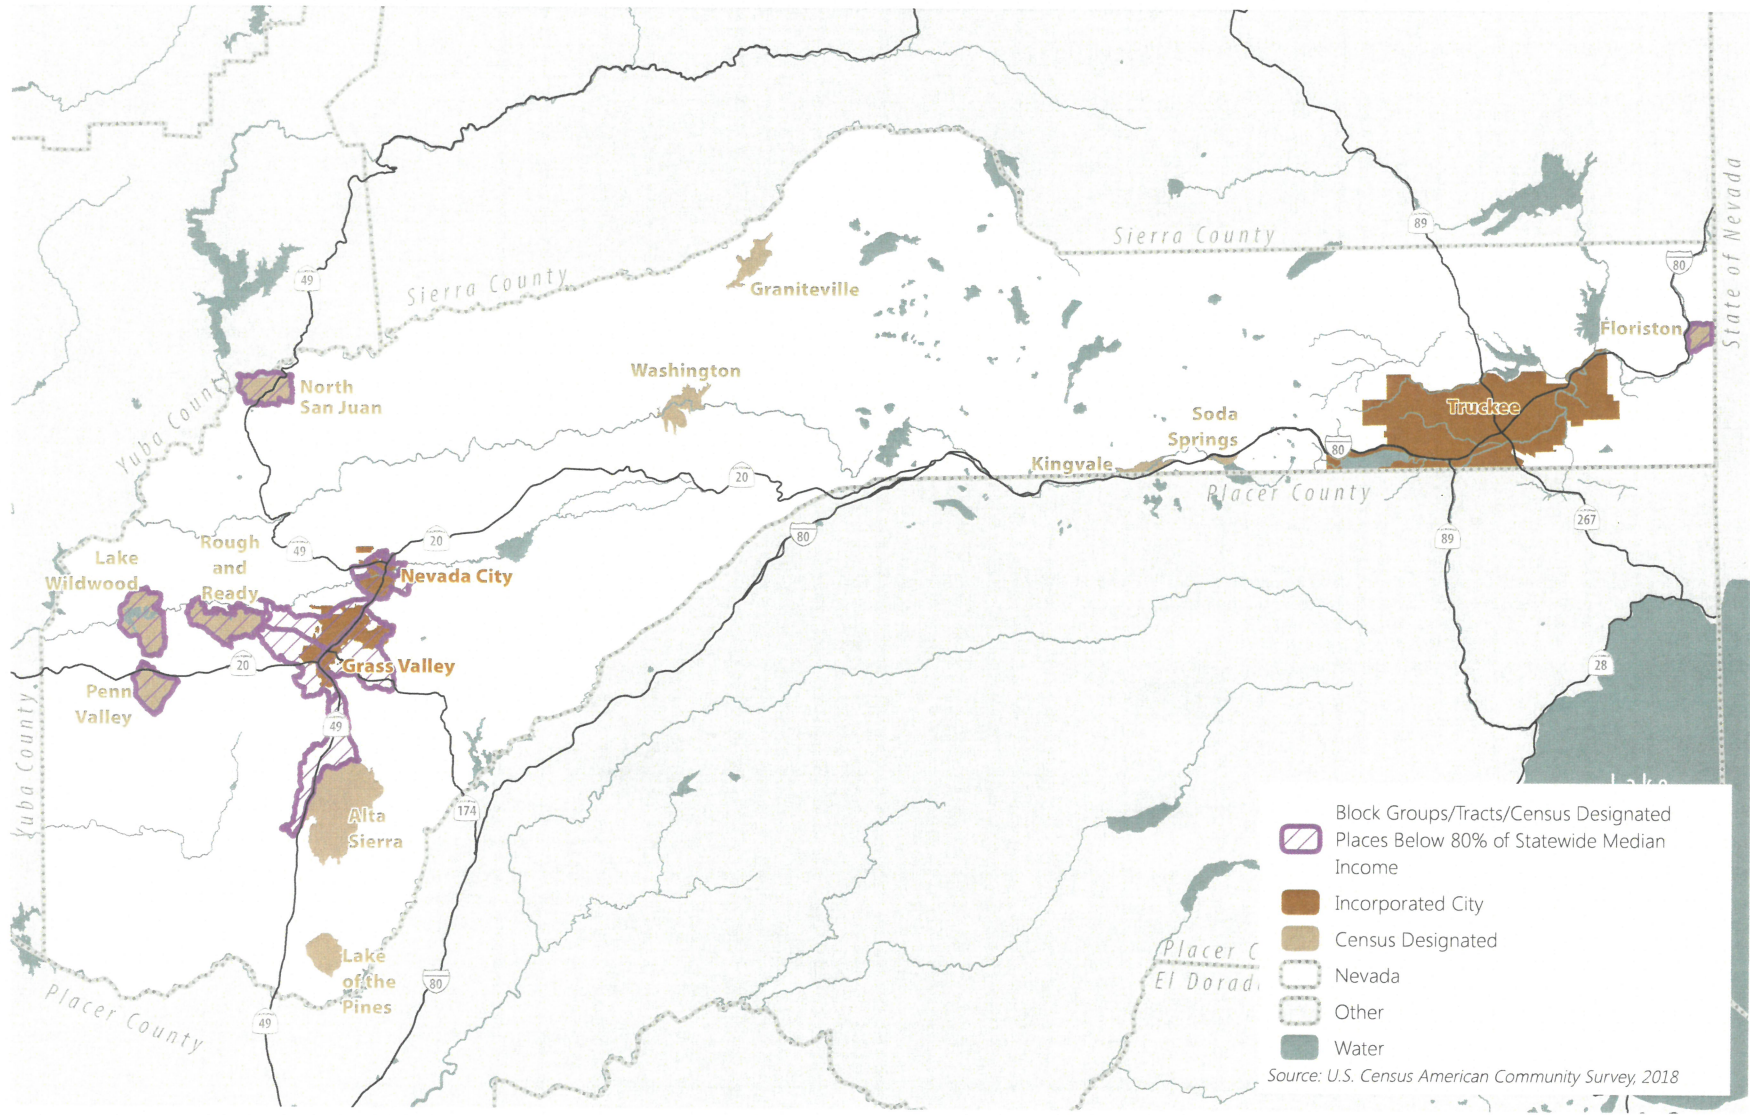 Sierra County
Sierra County
State of Nevada
89
80
49
Graniteville
Floriston
Washington
North
San Juan
Yuba County
Truckee
Soda
Springs
Kingvale
80
20
Placer County
267
89
80
20
49
Rough
and
Ready
Lake
Wildwood
Nevada City
Grass Valley
20
28
Penn
Valley
49
Yuba County
174
Alta
Sierra
Lake
of the
Pines
80
49
Placer County
Placer C
El Dorad
Lake
Block Groups/Tracts/Census Designated
Places Below 80% of Statewide Median
Income
Incorporated City
Census Designated
Nevada
Other
Water
Source: U.S. Census American Community Survey, 2018